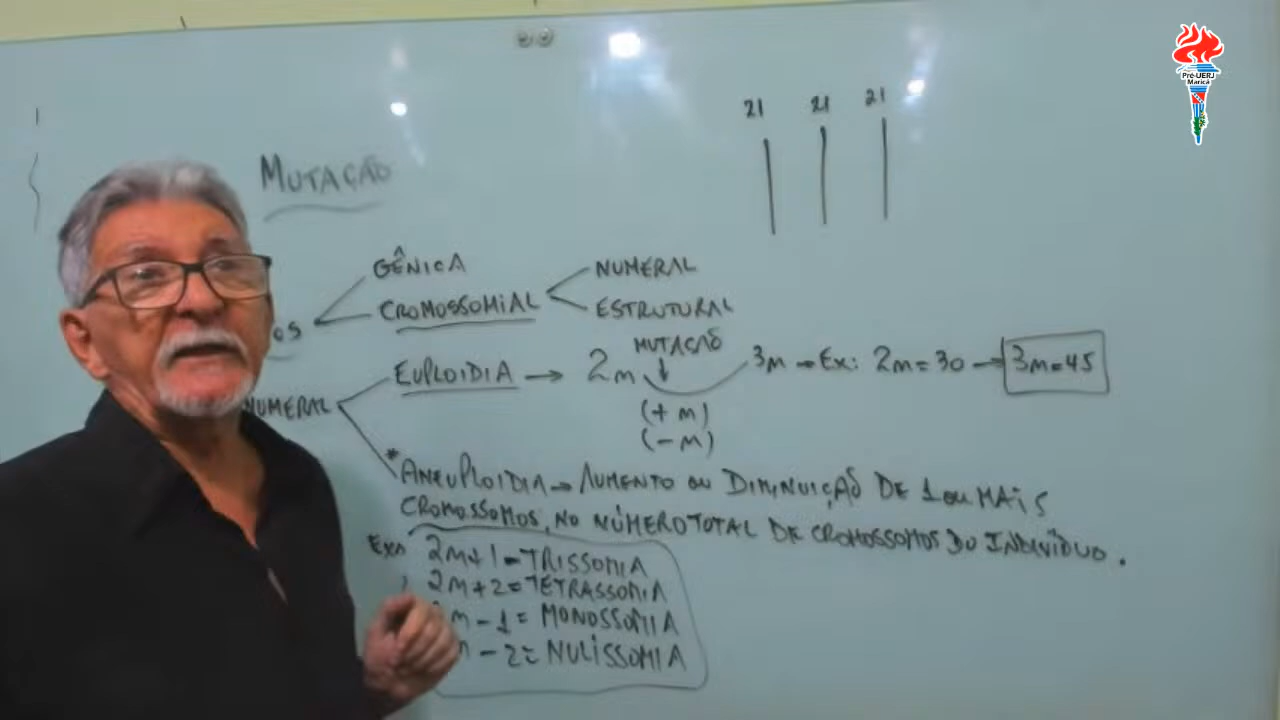 21 21 21
Pré-UERJ
Maricá
MUTAÇÃO
GÊNICA
NUMERAL
OS
CROMOSSOMIAL
ESTRUTURAL
MUTAÇÃO
NUMERAL
EUPLOIDIA → 2m 3m → Ex: 2m = 30 → 3m = 45
(+ m)
(- m)
* ANEUPLOIDIA → AUMENTO OU DIMINUIÇÃO DE 1 OU MAIS
CROMOSSOMOS, NO NÚMERO TOTAL DE CROMOSSOMOS DO INDIVÍDUO.
2m+1 = TRISSOMIA
2m+2 = TETRASSOMIA
m - 1 = MONOSSOMIA
- 2 = NULISSOMIA